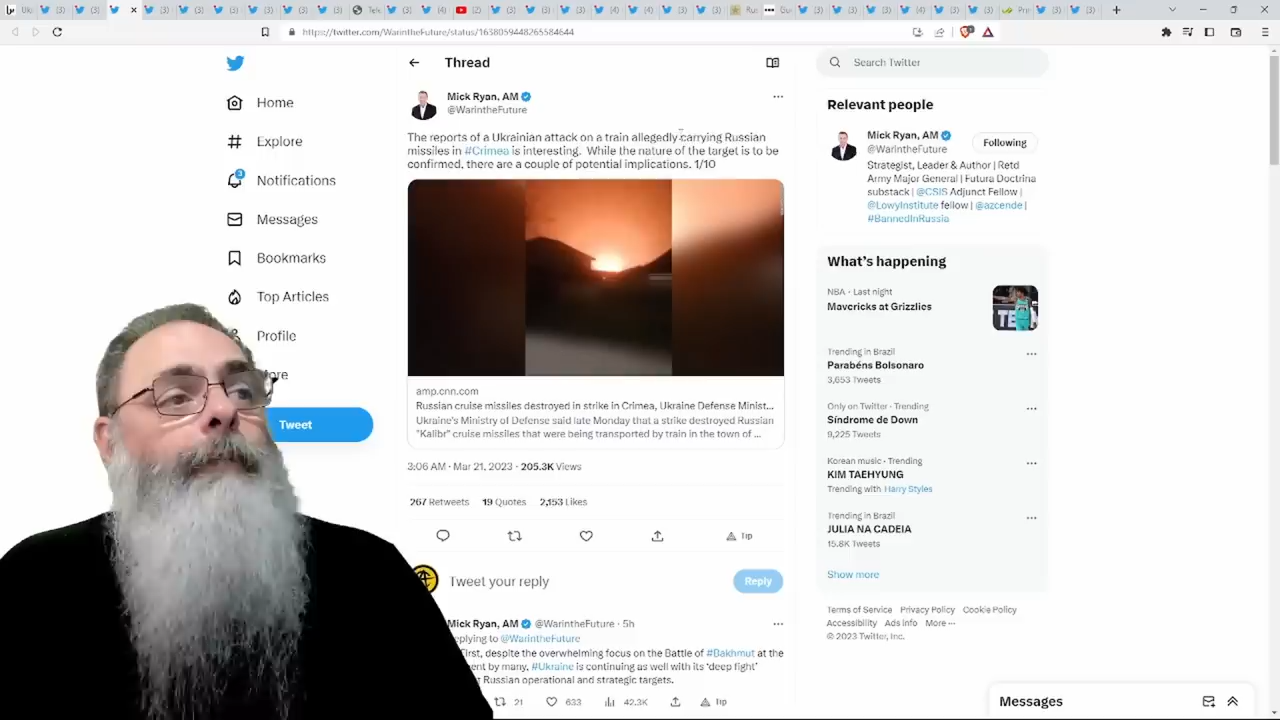 https://twitter.com/WarintheFuture/status/1638059448265584644
Home
Explore
3
Notifications
Messages
Bookmarks
Top Articles
Profile
Tweet
Thread
Mick Ryan, AM
@WarintheFuture
The reports of a Ukrainian attack on a train allegedly carrying Russian
missiles in #Crimea is interesting. While the nature of the target is to be
confirmed, there are a couple of potential implications. 1/10
amp.cnn.com
Russian cruise missiles destroyed in strike in Crimea, Ukraine Defense Minist...
Ukraine's Ministry of Defense said late Monday that a strike destroyed Russian
"Kalibr" cruise missiles that were being transported by train in the town of ...
3:06 AM · Mar 21, 2023 · 205.3K Views
267 Retweets 19 Quotes 2,153 Likes
Tip
Tweet your reply
Reply
Mick Ryan, AM @WarintheFuture · 5h
eplying to @WarintheFuture
First, despite the overwhelming focus on the Battle of #Bakhmut at the
ent by many, #Ukraine is continuing as well with its 'deep fight'
t Russian operational and strategic targets.
21 633 42.3K Tip
Search Twitter
Relevant people
Mick Ryan, AM
@WarintheFuture
Following
Strategist, Leader & Author | Retd
Army Major General | Futura Doctrina
substack | @CSIS Adjunct Fellow |
@LowyInstitute fellow | @azcende |
#BannedInRussia
What's happening
NBA · Last night
Mavericks at Grizzlies
Trending in Brazil
Parabéns Bolsonaro
3,653 Tweets
Only on Twitter · Trending
Síndrome de Down
9,225 Tweets
Korean music · Trending
KIM TAEHYUNG
Trending with Harry Styles
Trending in Brazil
JULIA NA CADEIA
15.8K Tweets
Show more
Terms of Service Privacy Policy Cookie Policy
Accessibility Ads info More ···
© 2023 Twitter, Inc.
Messages